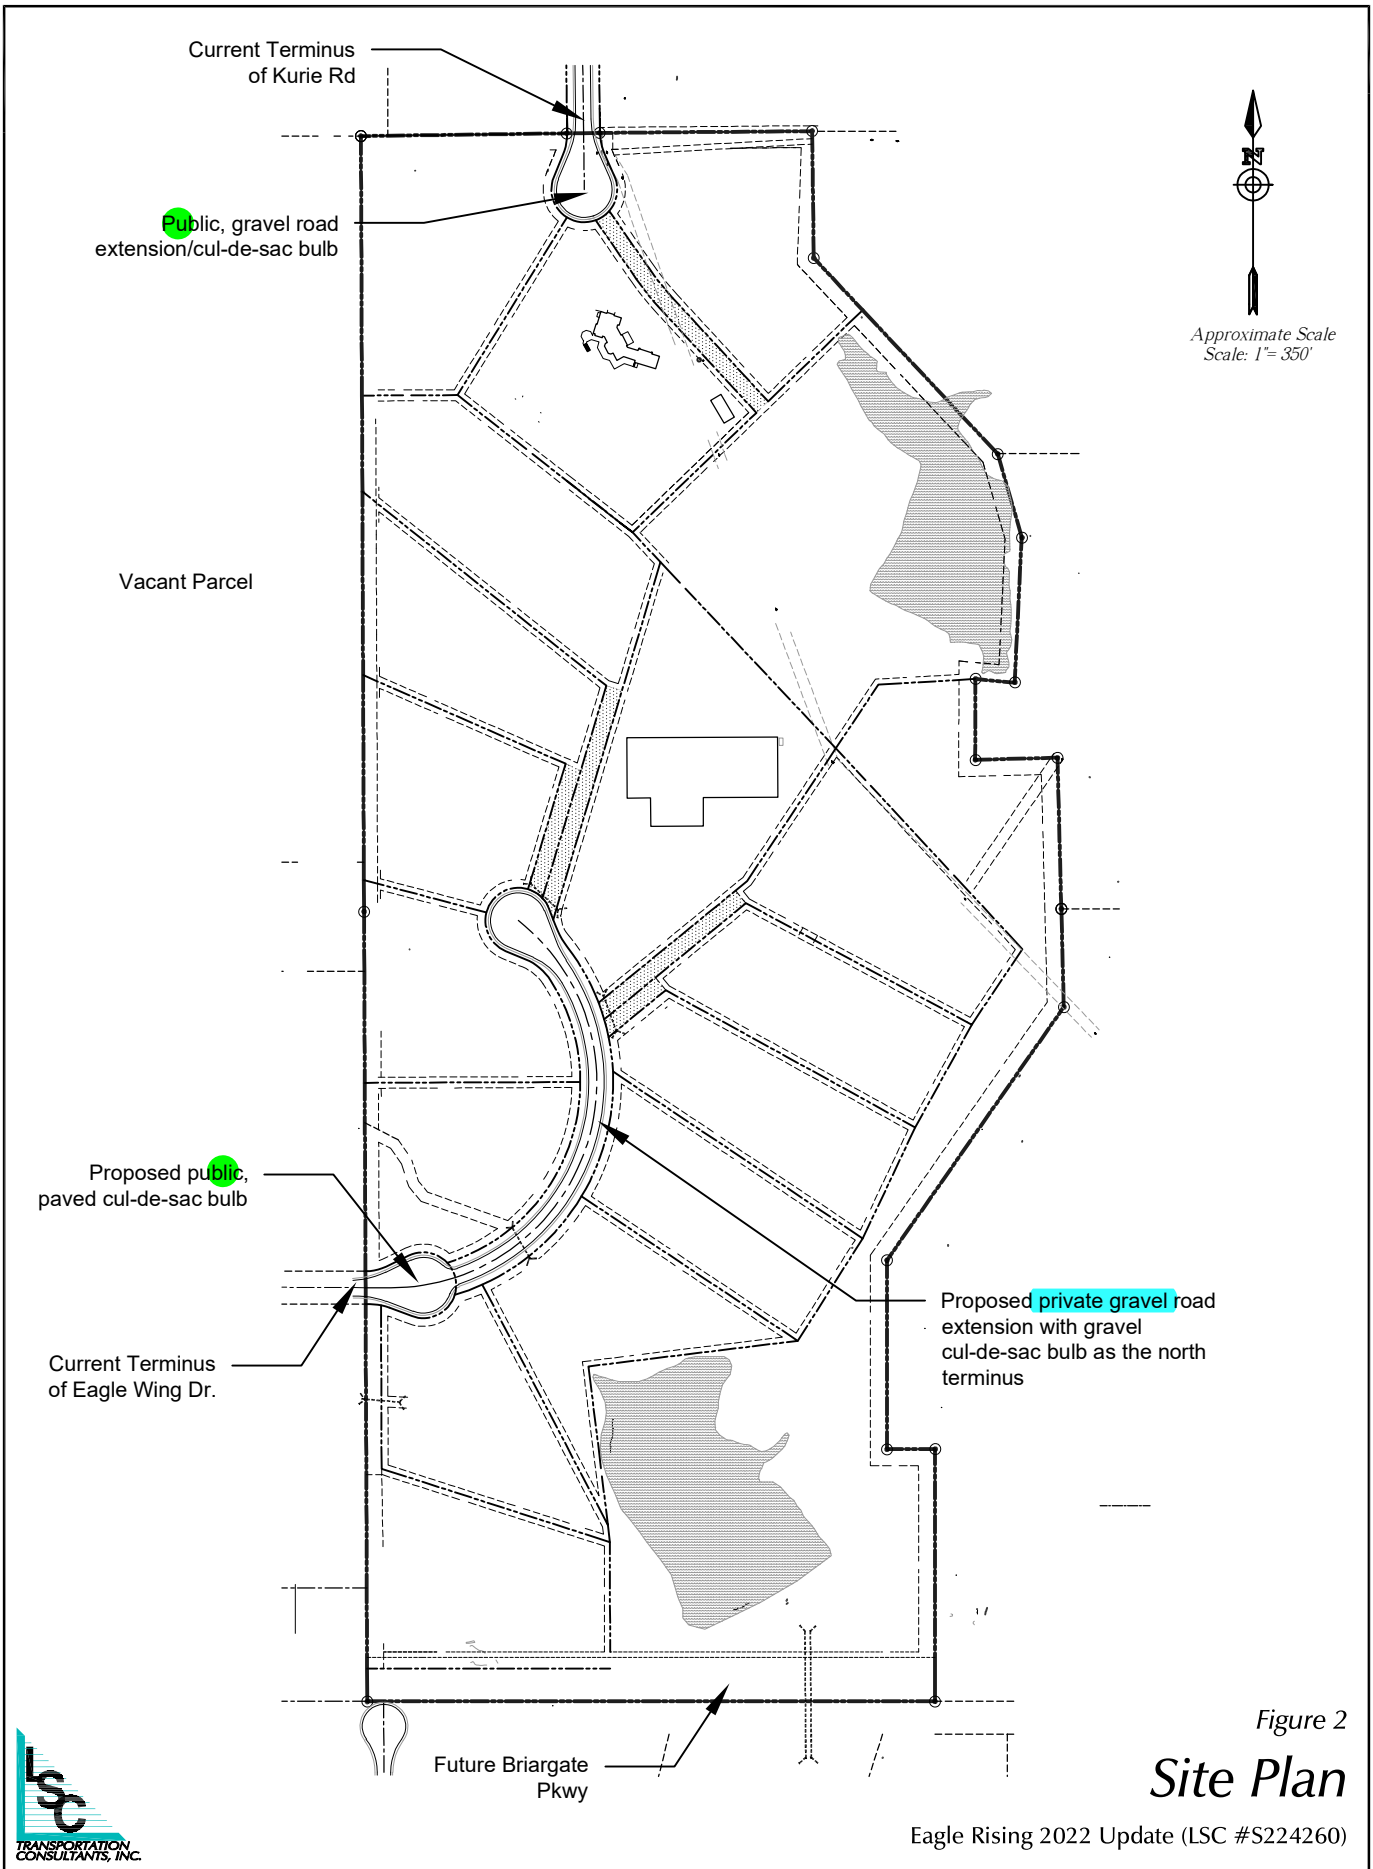 Current Terminus
of Kurie Rd
Public, gravel road
extension/cul-de-sac bulb
N
Approximate Scale
Scale: 1"= 350'
Vacant Parcel
Proposed public,
paved cul-de-sac bulb
Current Terminus
of Eagle Wing Dr.
Proposed private gravel road
extension with gravel
cul-de-sac bulb as the north
terminus
Future Briargate
Pkwy
Figure 2
Site Plan
Eagle Rising 2022 Update (LSC #S224260)
LSC
TRANSPORTATION
CONSULTANTS, INC.